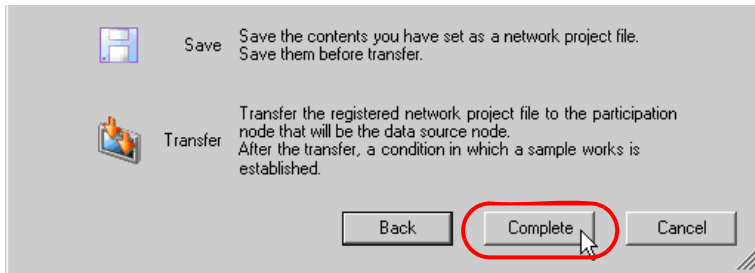 Save
Save the contents you have set as a network project file.
Save them before transfer.
Transfer
Transfer the registered network project file to the participation
node that will be the data source node.
After the transfer, a condition in which a sample works is
established.
Back
Complete
Cancel